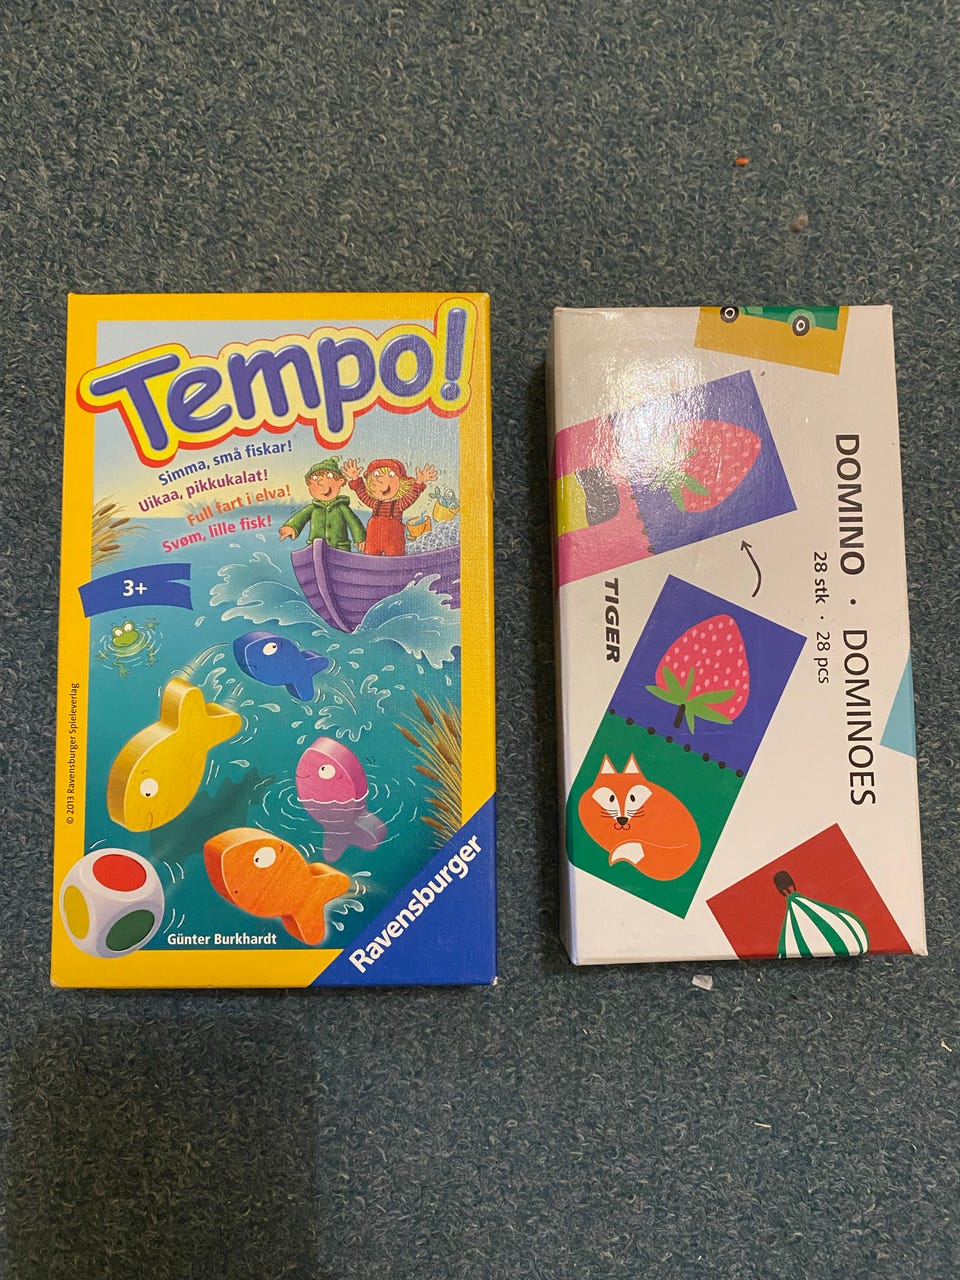 Tempo!
Simma, små fiskar!
Uikaa, pikkukalat!
Full fart i elva!
Svøm, lille fisk!
3+
© 2013 Ravensburger Spieleverlag
Günter Burkhardt
Ravensburger
DOMINO · DOMINOES
28 stk · 28 pcs
TIGER